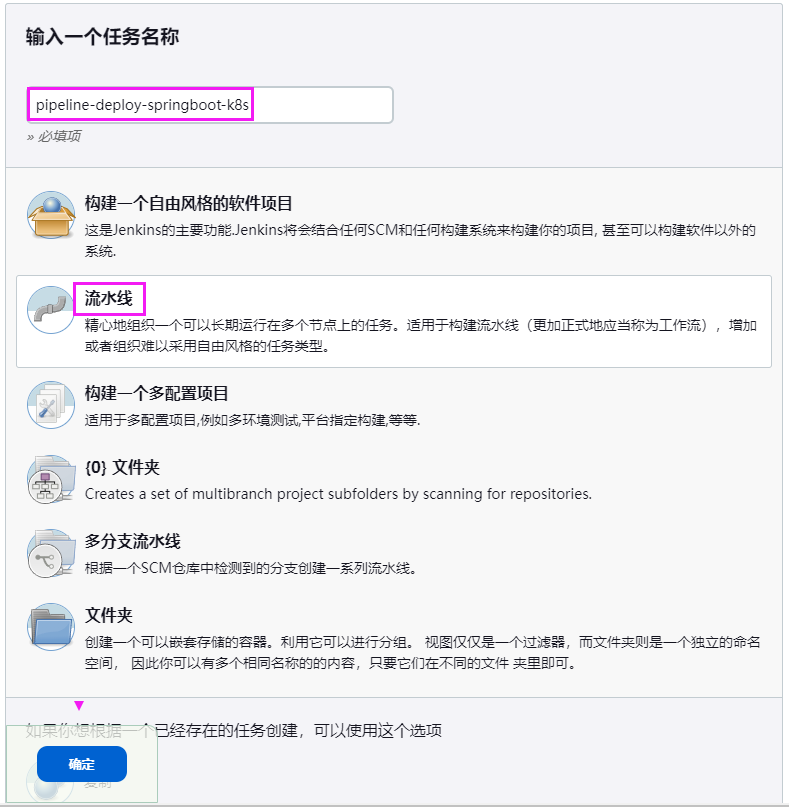 输入一个任务名称
pipeline-deploy-springboot-k8s
» 必填项
构建一个自由风格的软件项目
这是Jenkins的主要功能.Jenkins将会结合任何SCM和任何构建系统来构建你的项目, 甚至可以构建软件以外的
系统.
流水线
精心地组织一个可以长期运行在多个节点上的任务。适用于构建流水线（更加正式地应当称为工作流），增加
或者组织难以采用自由风格的任务类型。
构建一个多配置项目
适用于多配置项目,例如多环境测试,平台指定构建,等等.
{0} 文件夹
Creates a set of multibranch project subfolders by scanning for repositories.
多分支流水线
根据一个SCM仓库中检测到的分支创建一系列流水线。
文件夹
创建一个可以嵌套存储的容器。利用它可以进行分组。 视图仅仅是一个过滤器，而文件夹则是一个独立的命名
空间， 因此你可以有多个相同名称的的内容，只要它们在不同的文件 夹里即可。
如果你想根据一个已经存在的任务创建，可以使用这个选项
确定
复制